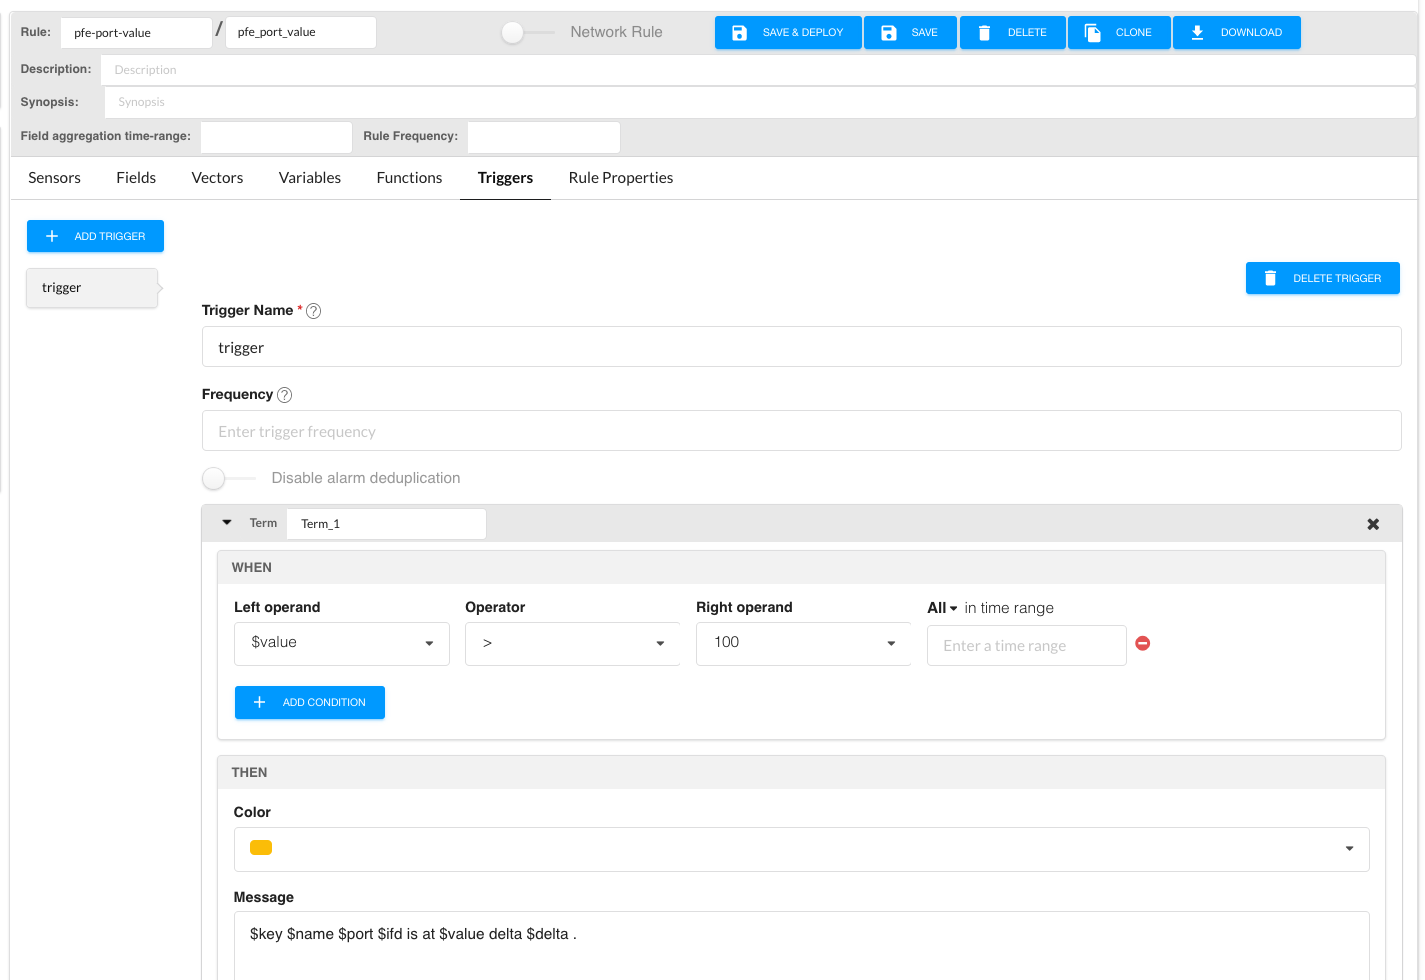 Rule: pfe-port-value / pfe_port_value Network Rule SAVE & DEPLOY SAVE DELETE CLONE DOWNLOAD
Description: Description
Synopsis: Synopsis
Field aggregation time-range: Rule Frequency:
Sensors Fields Vectors Variables Functions Triggers Rule Properties
ADD TRIGGER
trigger
DELETE TRIGGER
Trigger Name * ?
trigger
Frequency ?
Enter trigger frequency
Disable alarm deduplication
Term Term_1
WHEN
Left operand Operator Right operand All in time range
$value > 100 Enter a time range
ADD CONDITION
THEN
Color
Message
$key $name $port $ifd is at $value delta $delta .